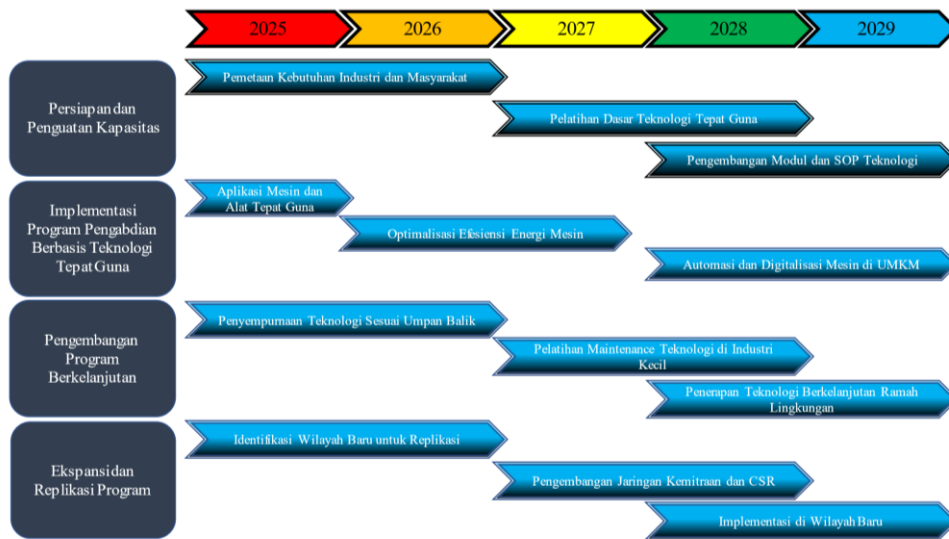 2025 2026 2027 2028 2029
Persiapan dan
Penguatan Kapasitas
Pemetaan Kebutuhan Industri dan Masyarakat
Pelatihan Dasar Teknologi Tepat Guna
Pengembangan Modul dan SOP Teknologi
Implementasi
Program Pengabdian
Berbasis Teknologi
Tepat Guna
Aplikasi Mesin dan
Alat Tepat Guna
Optimalisasi Efesiensi Energi Mesin
Automasi dan Digitalisasi Mesin di UMKM
Pengembangan
Program
Berkelanjutan
Penyempurnaan Teknologi Sesuai Umpan Balik
Pelatihan Maintenance Teknologi di Industri
Kecil
Penerapan Teknologi Berkelanjutan Ramah
Lingkungan
Ekspansi dan
Replikasi Program
Identifikasi Wilayah Baru untuk Replikasi
Pengembangan Jaringan Kemitraan dan CSR
Implementasi di Wilayah Baru